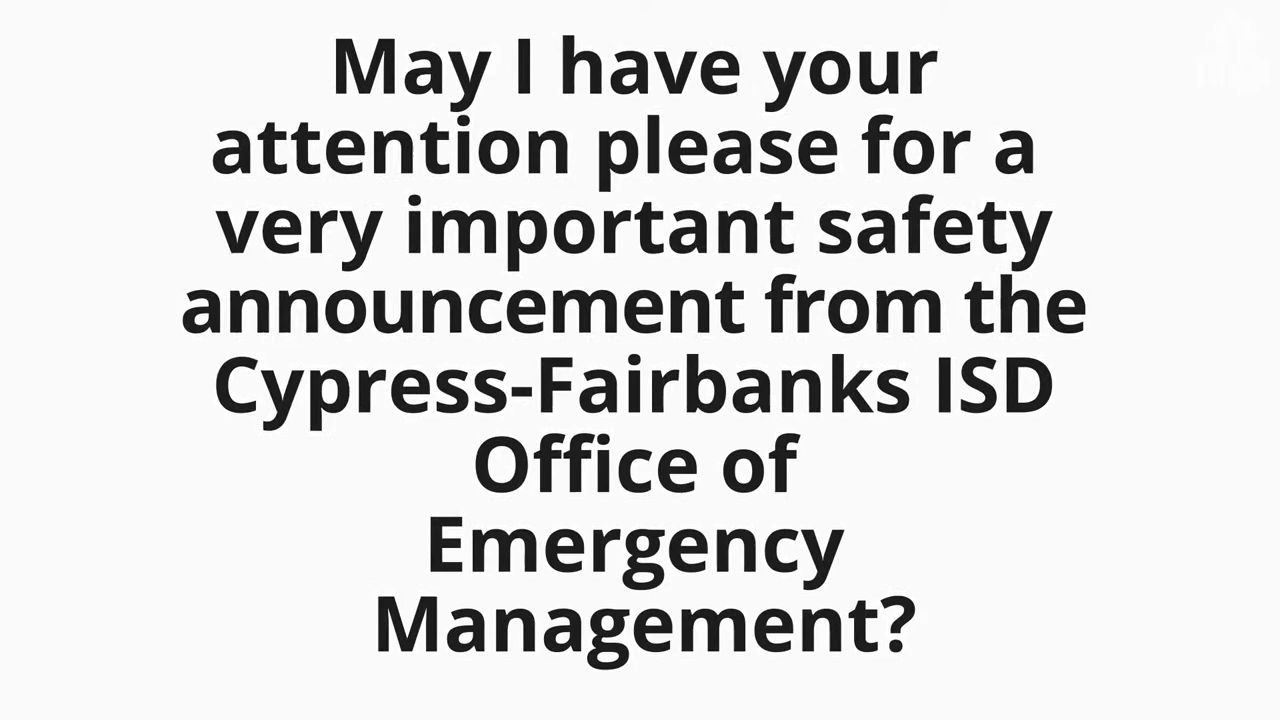 May I have your
attention please for a
very important safety
announcement from the
Cypress-Fairbanks ISD
Office of
Emergency
Management?